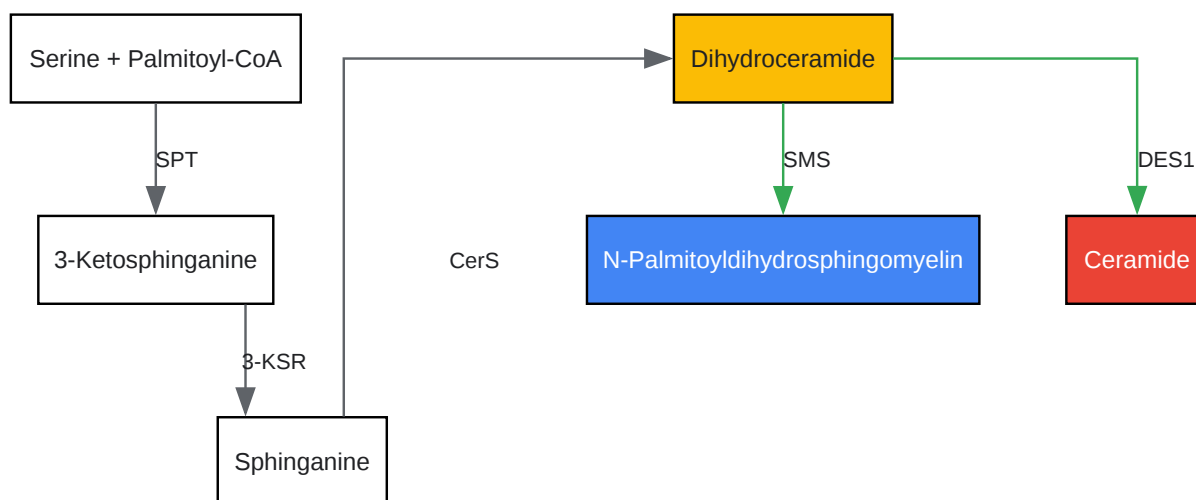 Serine + Palmitoyl-CoA
Dihydroceramide
SPT
SMS
DES1
3-Ketosphinganine
CerS
N-Palmitoyldihydrosphingomyelin
Ceramide
3-KSR
Sphinganine